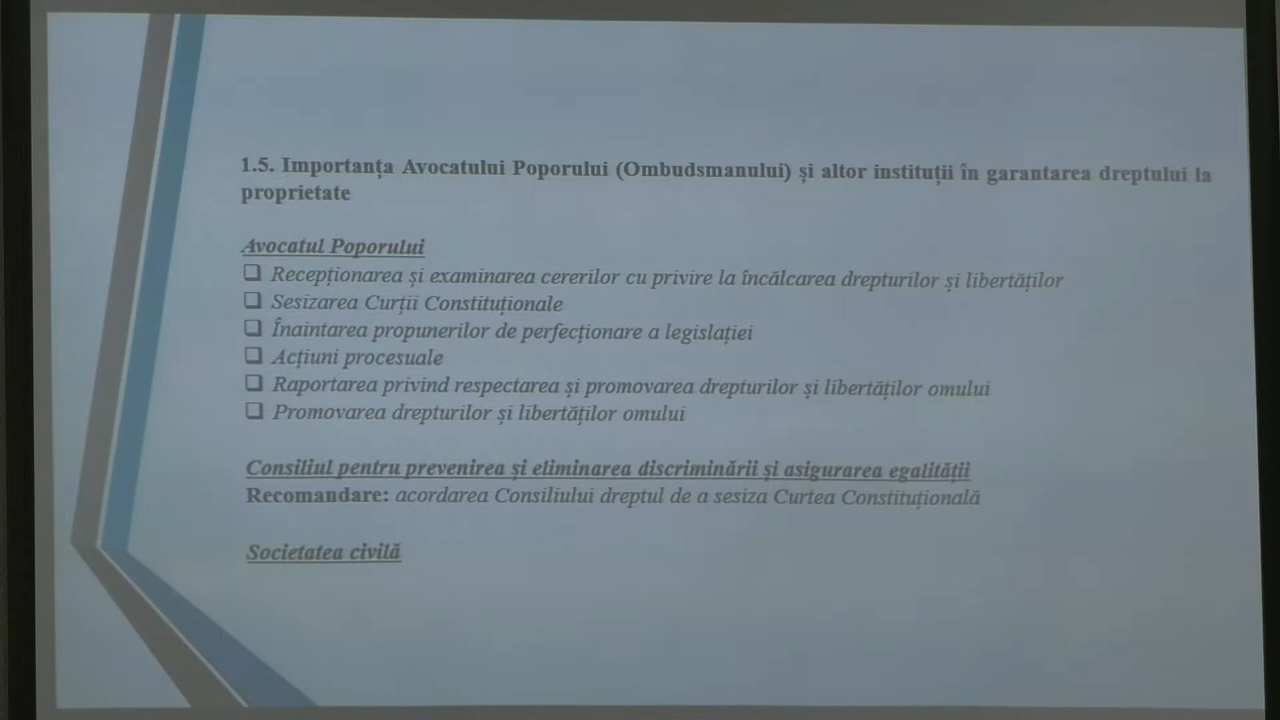 1.5. Importanța Avocatului Poporului (Ombudsmanului) și altor instituții în garantarea dreptului la
proprietate
Avocatul Poporului
❑ Recepționarea și examinarea cererilor cu privire la încălcarea drepturilor și libertăților
❑ Sesizarea Curții Constituționale
❑ Înaintarea propunerilor de perfecționare a legislației
❑ Acțiuni procesuale
❑ Raportarea privind respectarea și promovarea drepturilor și libertăților omului
❑ Promovarea drepturilor și libertăților omului
Consiliul pentru prevenirea și eliminarea discriminării și asigurarea egalității
Recomandare: acordarea Consiliului dreptul de a sesiza Curtea Constituțională
Societatea civilă